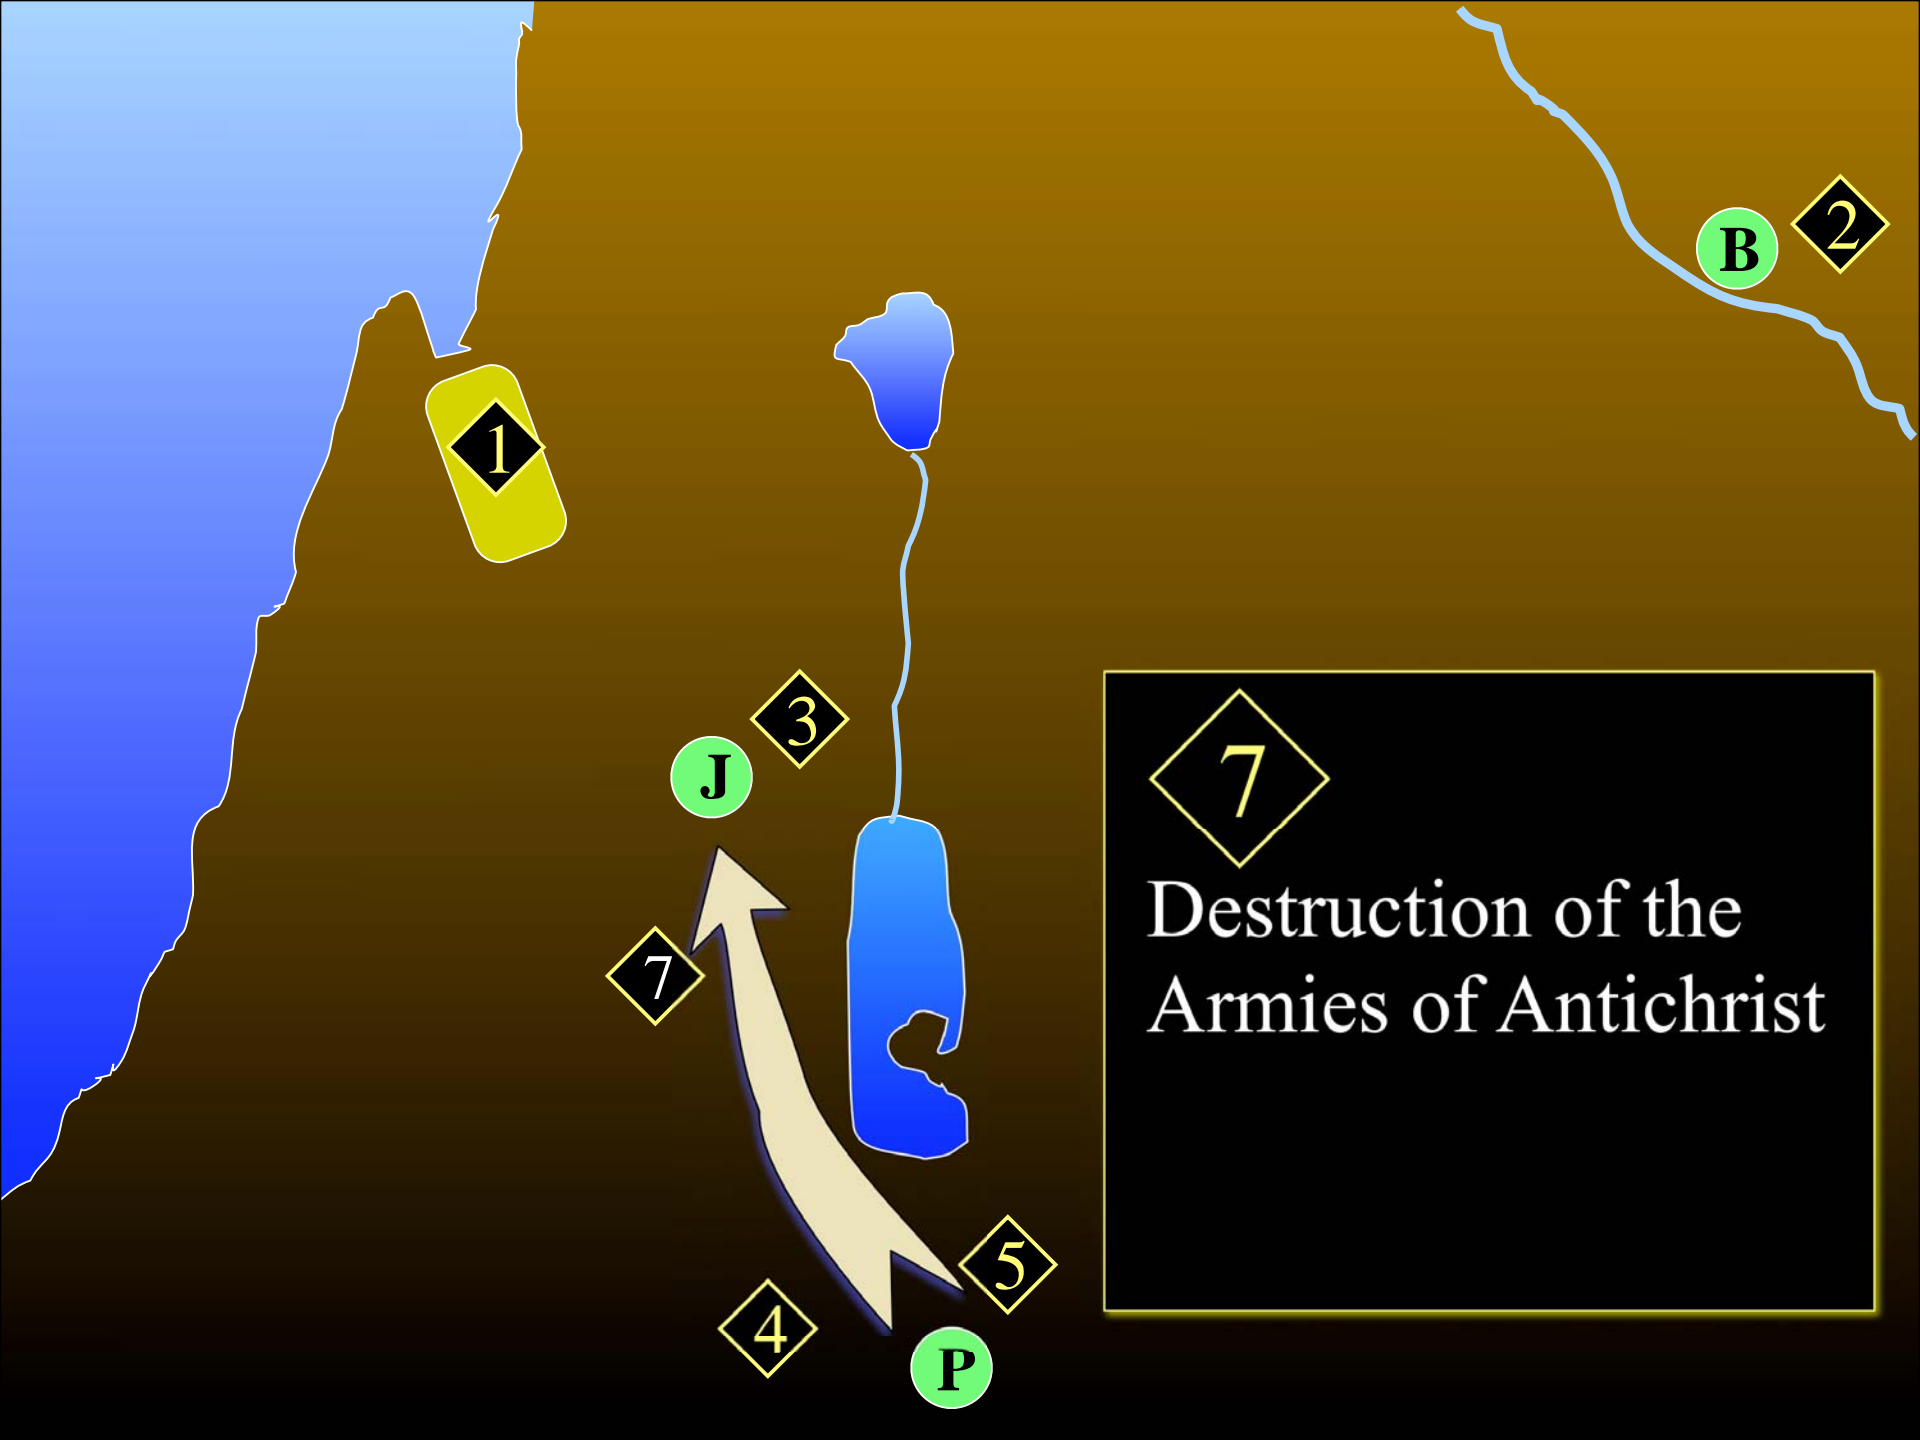 2
B
1
3
J
7
Destruction of the
Armies of Antichrist
7
5
4
P